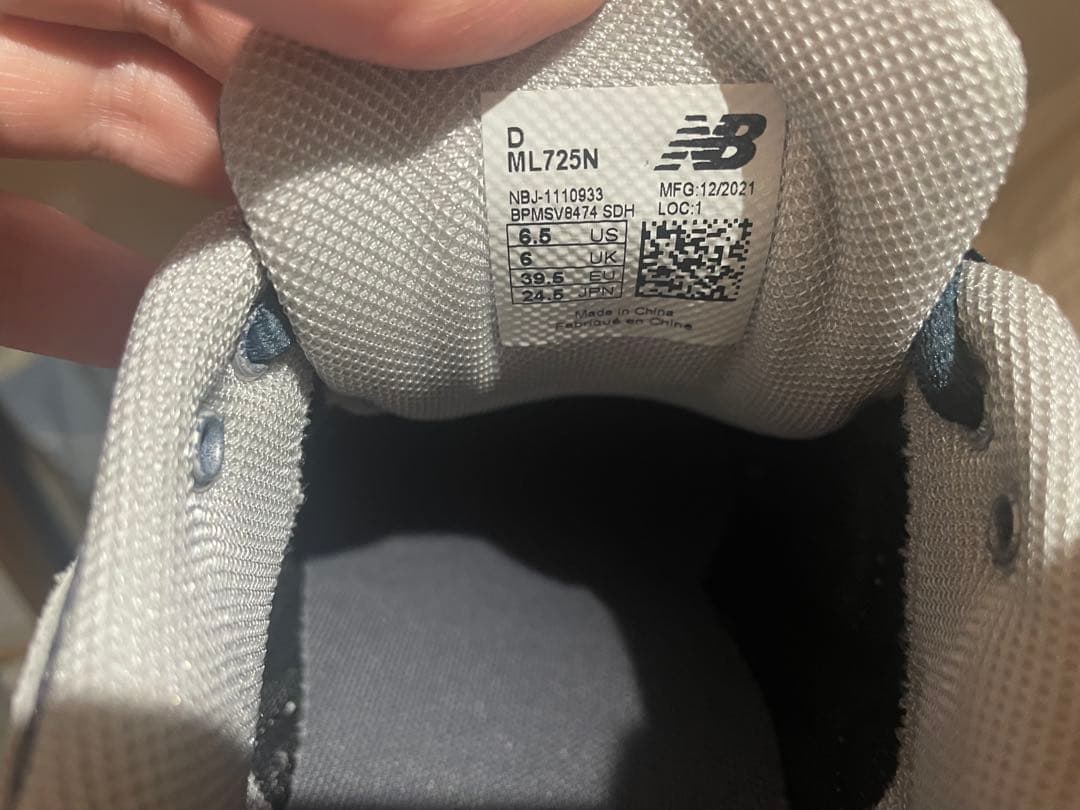 D
NB
ML725N
NBJ-1110933
MFG:12/2021
BPMSV8474 SDH
LOC:1
6.5 US
6 UK
39.5 EU
24.5 JPN
Made in China
Fabriqué en Chine